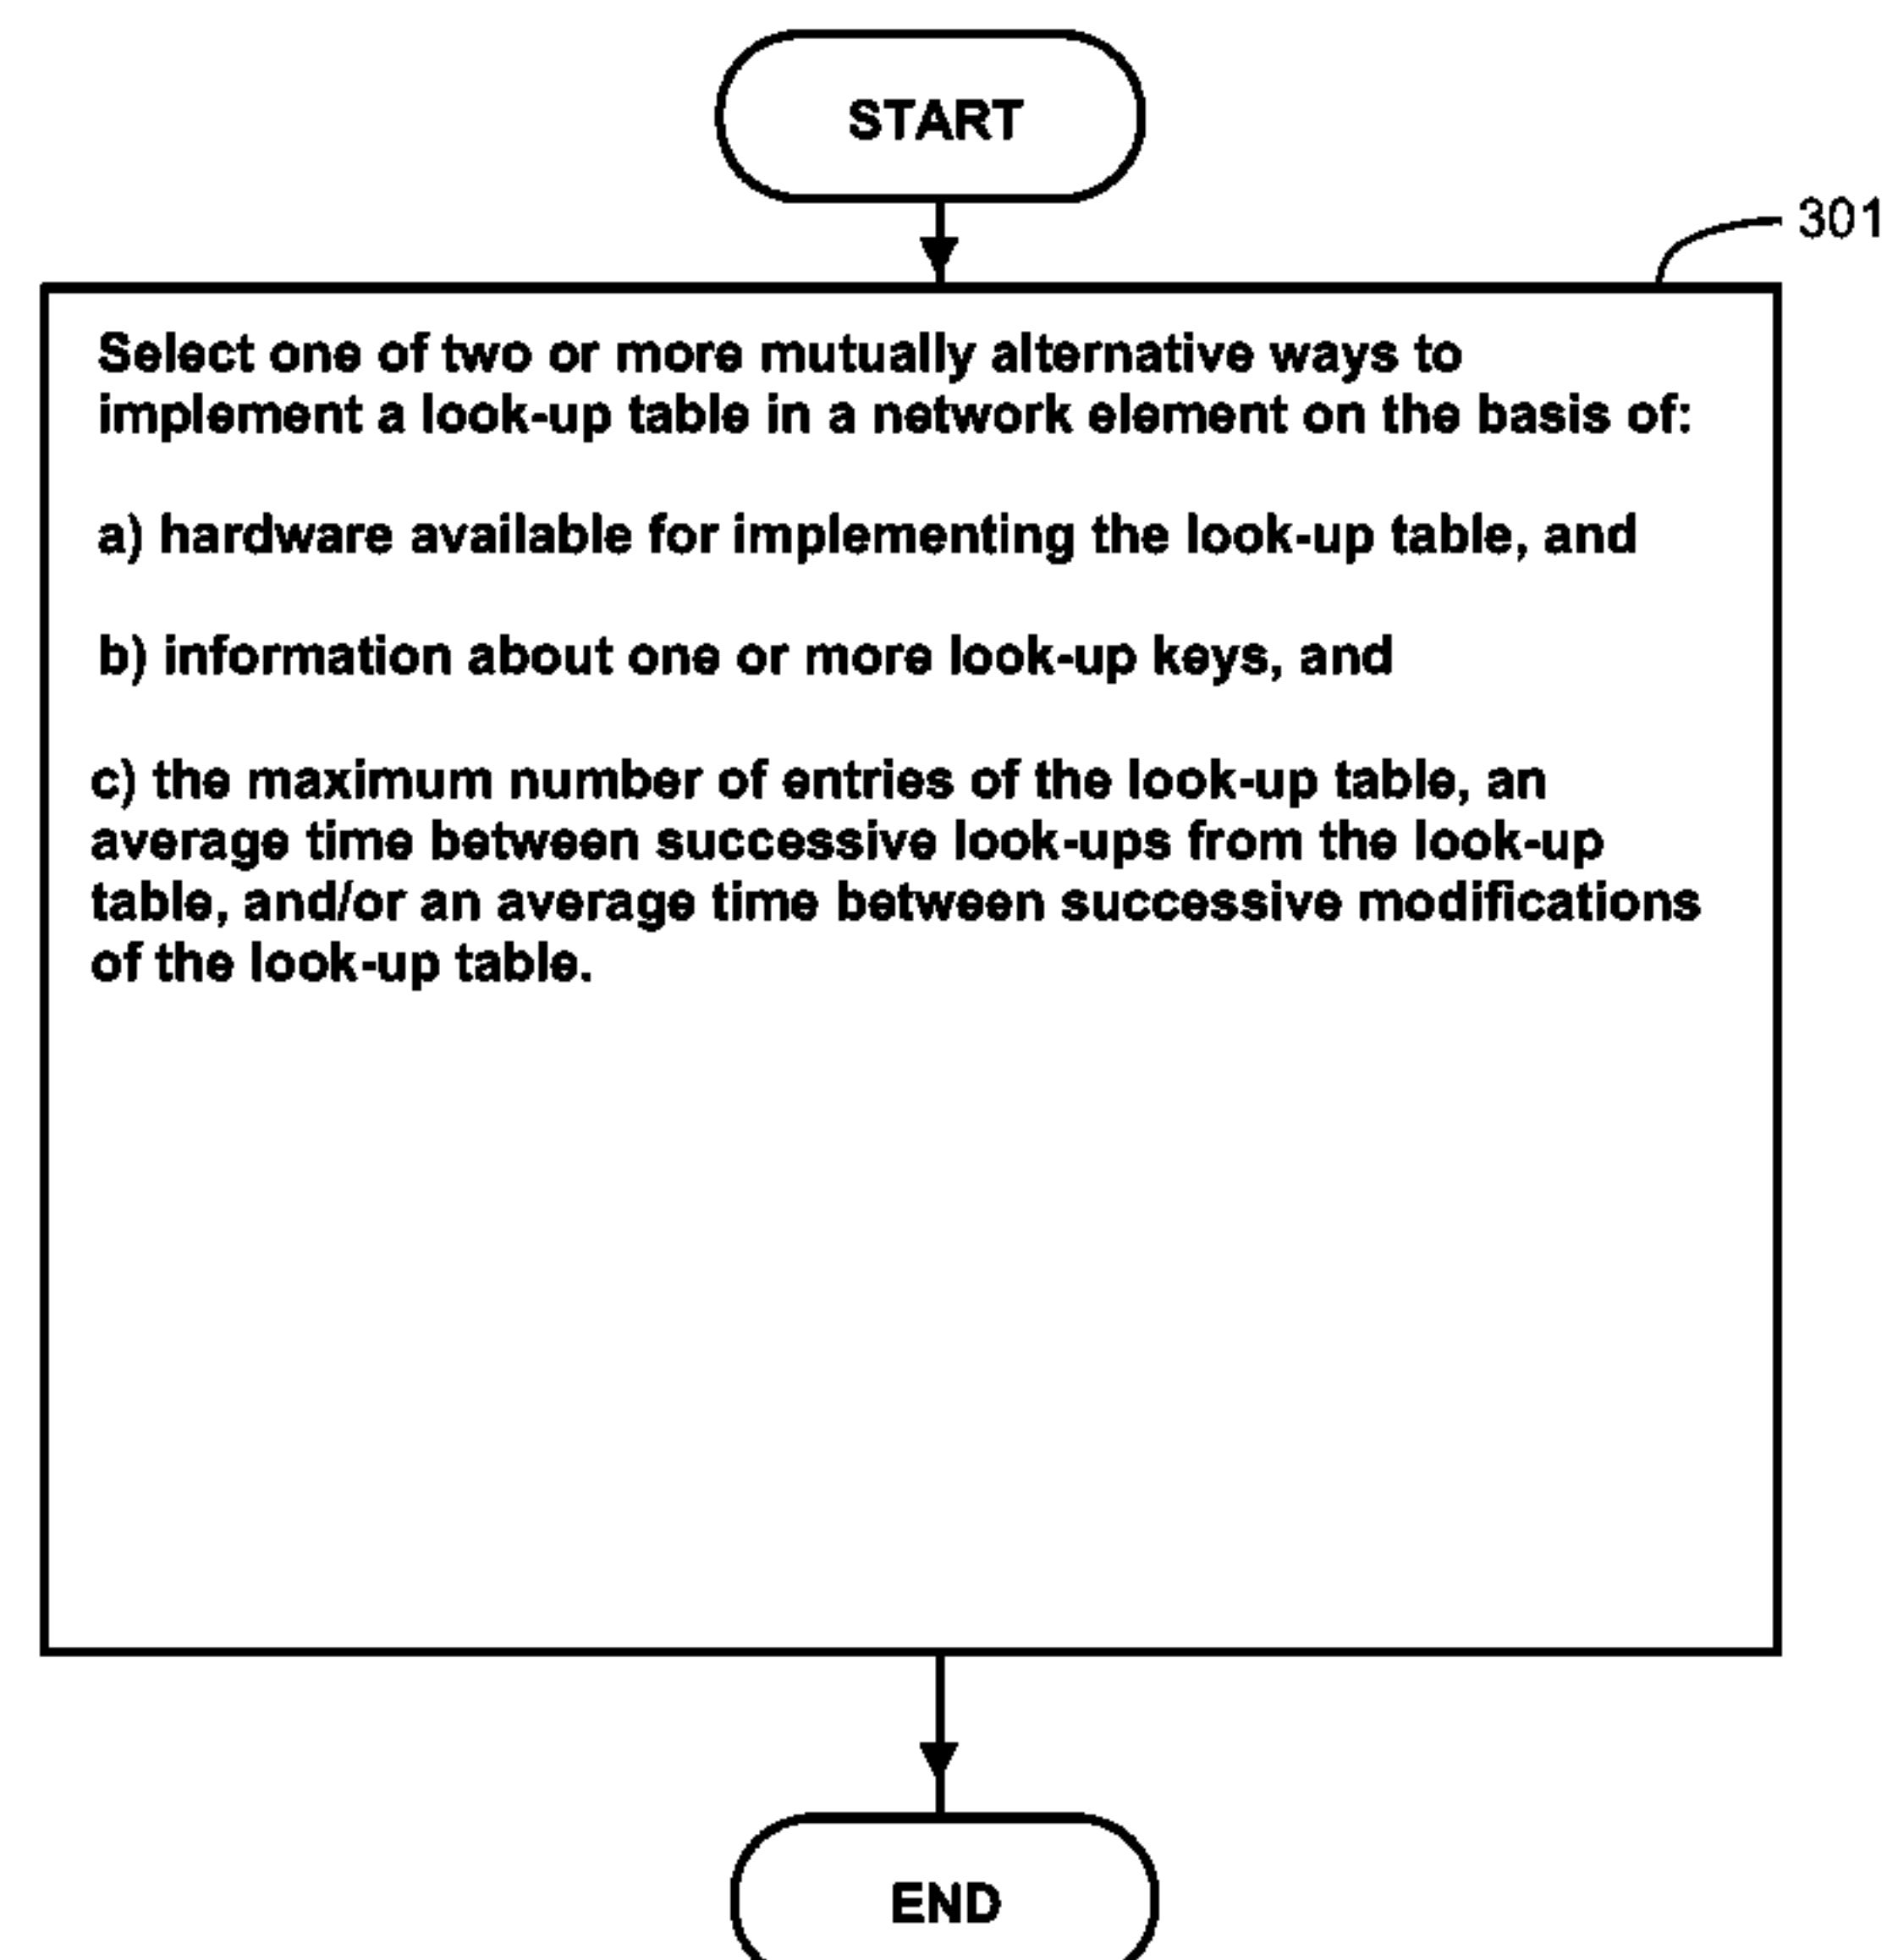 START
301
Select one of two or more mutually alternative ways to
implement a look-up table in a network element on the basis of:
a) hardware available for implementing the look-up table, and
b) information about one or more look-up keys, and
c) the maximum number of entries of the look-up table, an
average time between successive look-ups from the look-up
table, and/or an average time between successive modifications
of the look-up table.
END